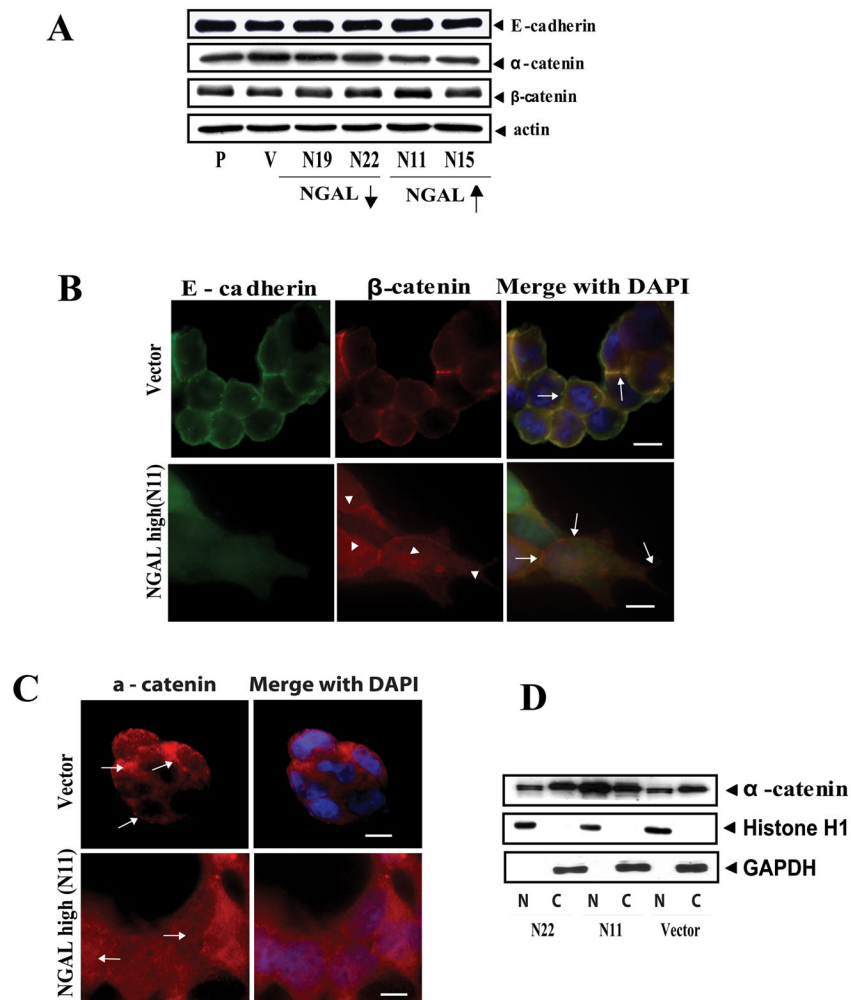 A
E-cadherin
α-catenin
β-catenin
actin
P V N19 N22 N11 N15
NGAL NGAL
B
E - cadherin β-catenin Merge with DAPI
Vector
NGAL high(N11)
C
a - catenin Merge with DAPI
Vector
NGAL high (N11)
D
α -catenin
Histone H1
GAPDH
N C N C N C
N22 N11 Vector